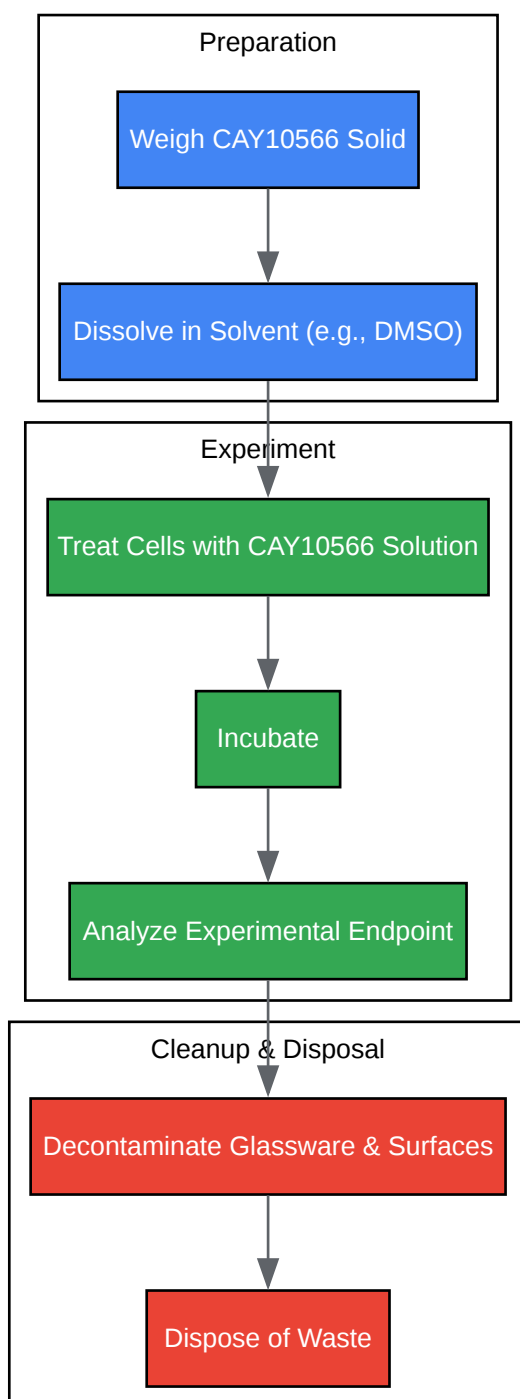 Preparation
Weigh CAY10566 Solid
Dissolve in Solvent (e.g., DMSO)
Experiment
Treat Cells with CAY10566 Solution
Incubate
Analyze Experimental Endpoint
Cleanup & Disposal
Decontaminate Glassware & Surfaces
Dispose of Waste